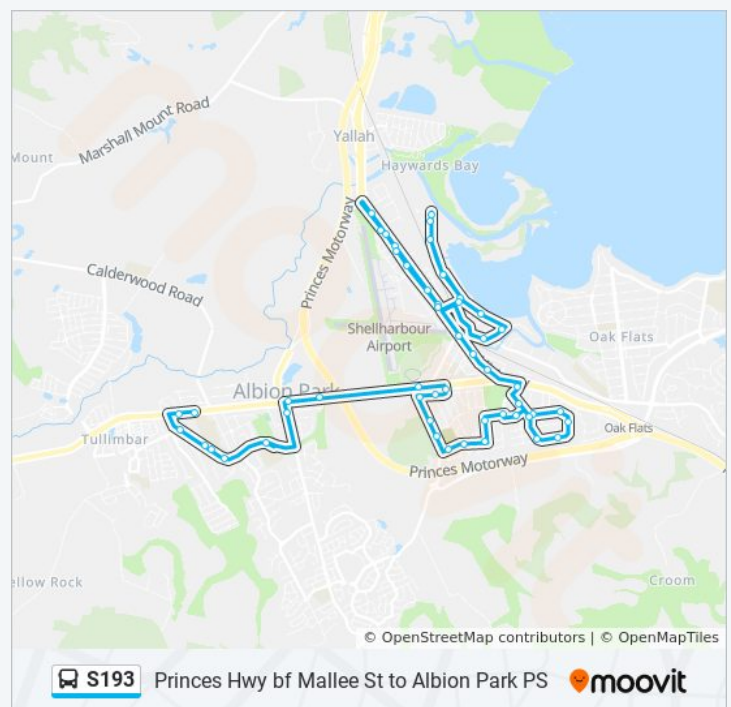 Marshall Mount Road
Yallah
Mount
Haywards Bay
Princes Motorway
Calderwood Road
Shellharbour
Airport
Oak Flats
Albion Park
Tullimbar
Oak Flats
Princes Motorway
ellow Rock
Croom
© OpenStreetMap contributors | © OpenMapTiles
S193 Princes Hwy bf Mallee St to Albion Park PS moovit